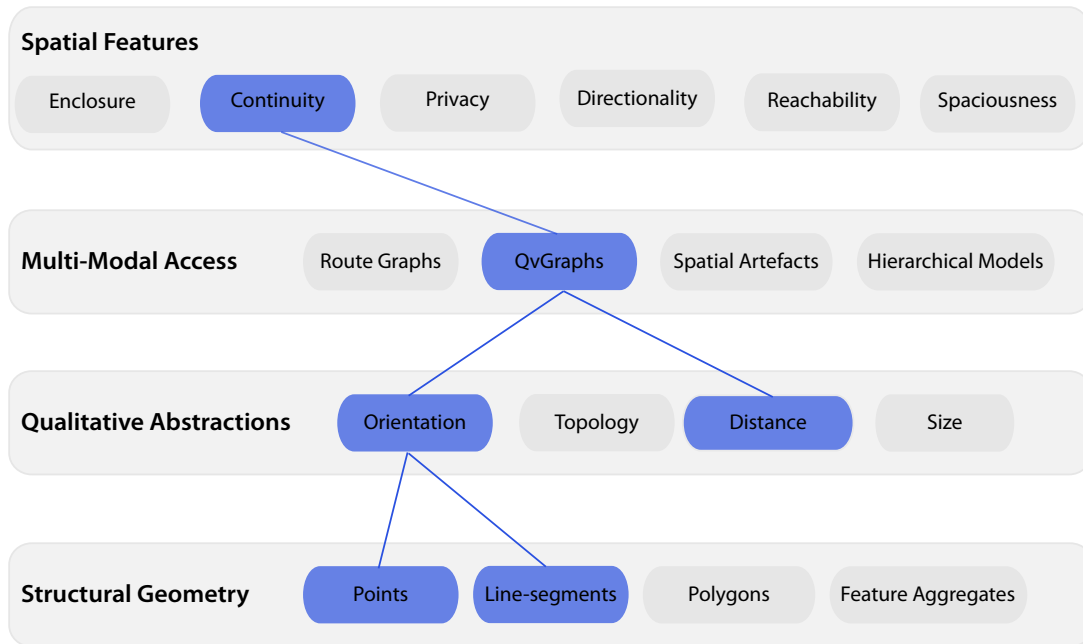 Spatial Features
Enclosure Continuity Privacy Directionality Reachability Spaciousness
Multi-Modal Access Route Graphs QvGraphs Spatial Artefacts Hierarchical Models
Qualitative Abstractions Orientation Topology Distance Size
Structural Geometry Points Line-segments Polygons Feature Aggregates